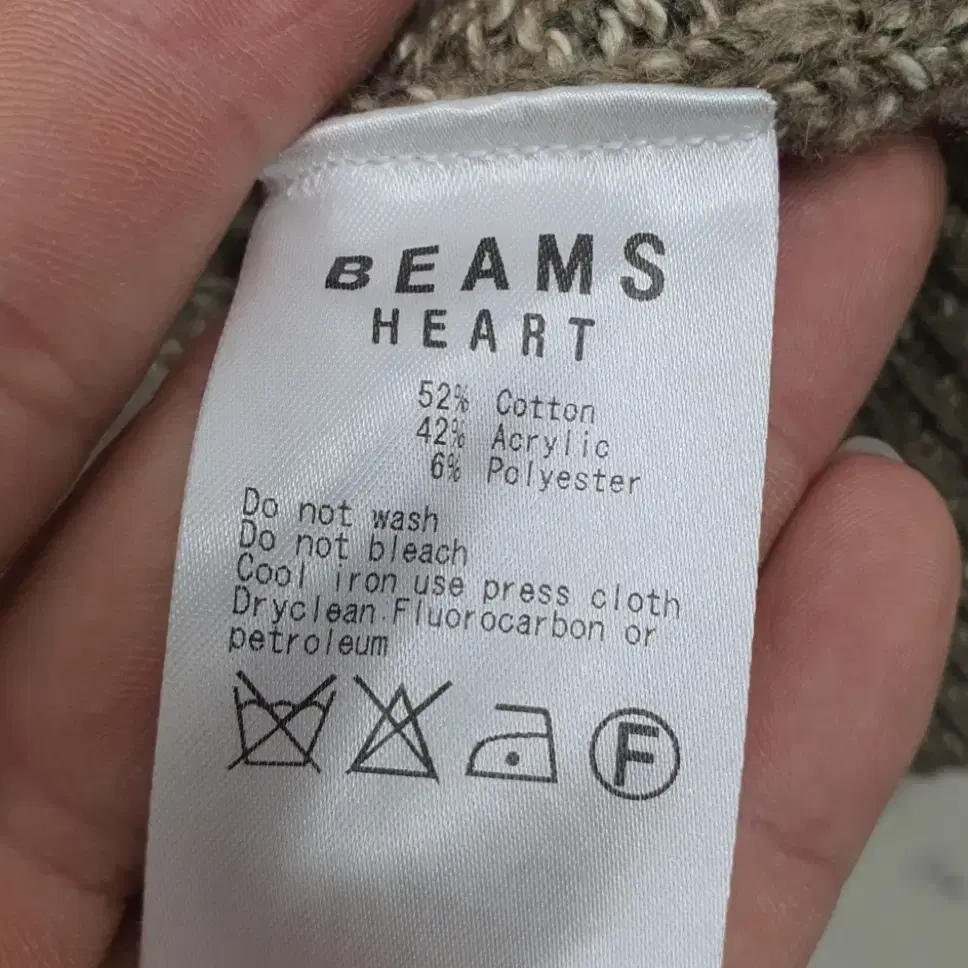 BEAMS
HEART
52% Cotton
42% Acrylic
6% Polyester
Do not wash
Do not bleach
Cool iron use press cloth
Dryclean Fluorocarbon or
petroleum
F